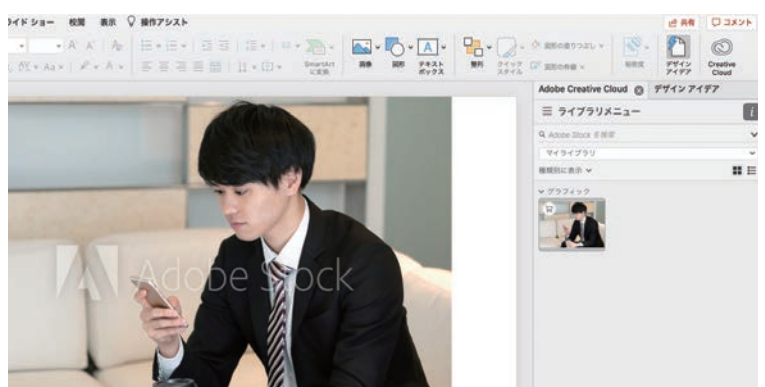 イド ショー 校閲 表示 操作アシスト 共有 コメント
SmartArt に変換 画像 図形 テキスト ボックス 整列 クイック スタイル 図形の塗りつぶし 図形の枠線 デザイン アイデア Creative Cloud
Adobe Creative Cloud デザイン アイデア
ライブラリメニュー
Adobe Stock を検索
マイライブラリ
種類別に表示
グラフィック
Adobe Stock